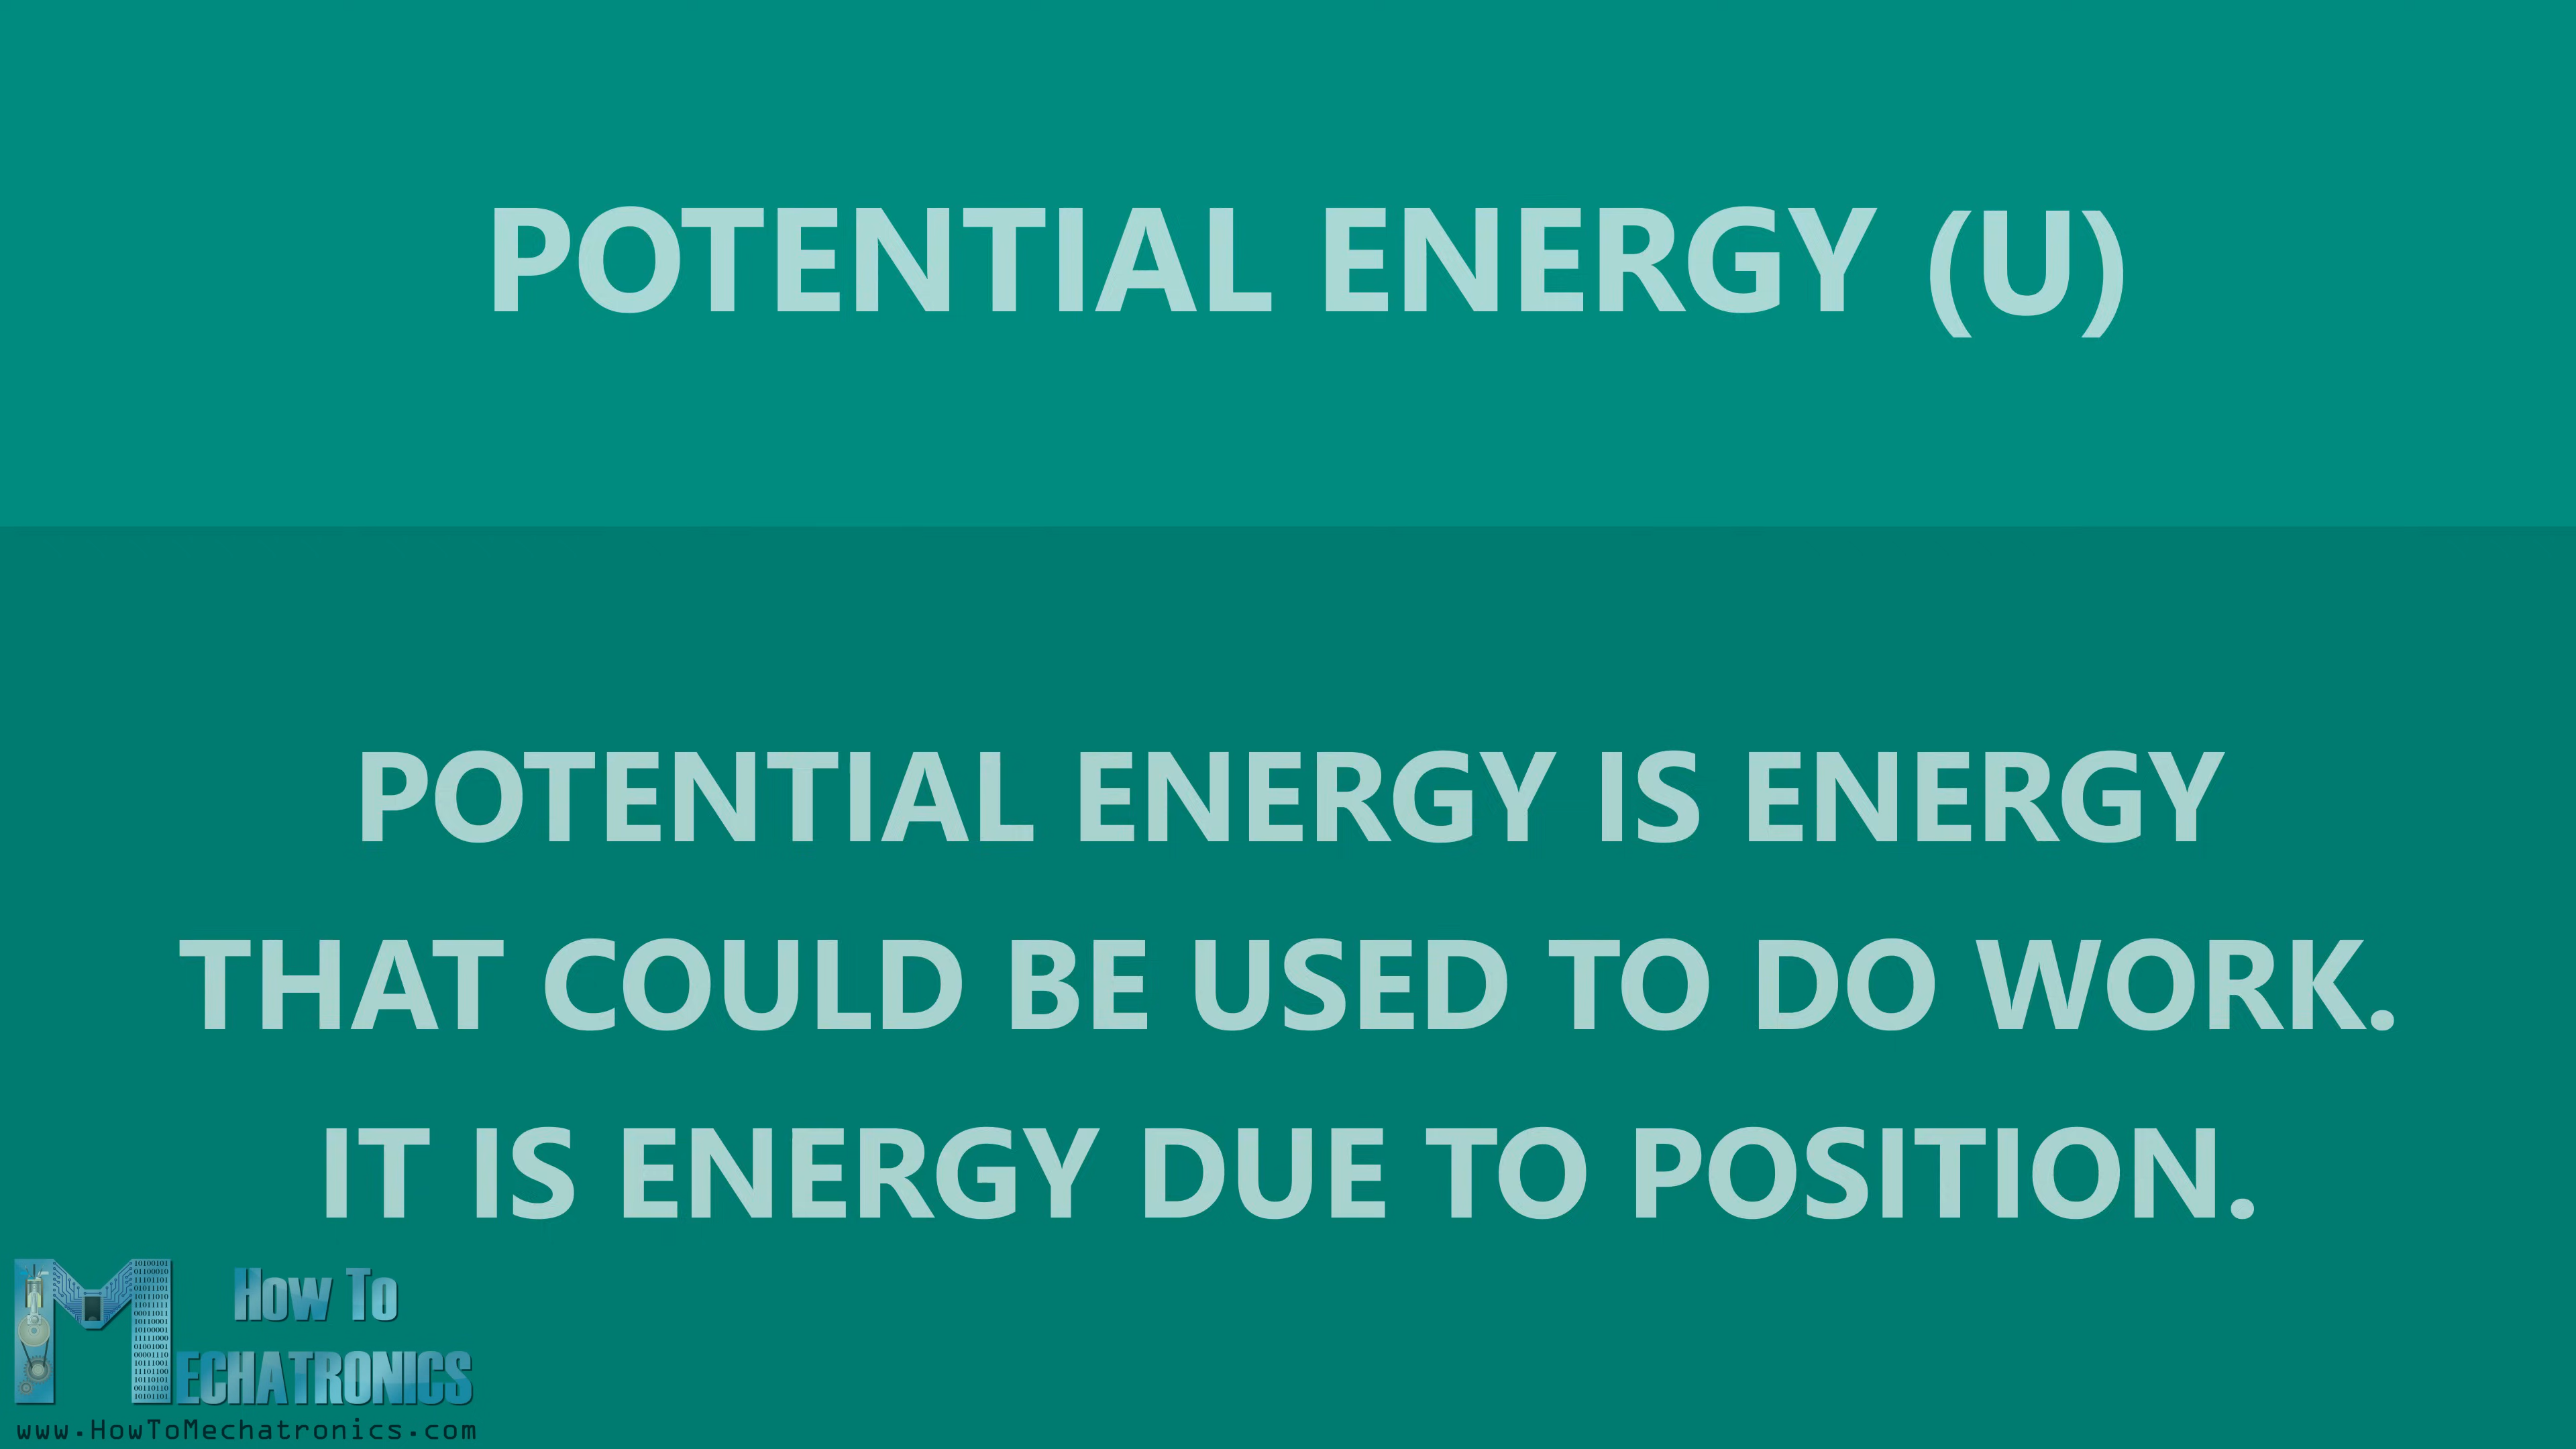 POTENTIAL ENERGY (U)
POTENTIAL ENERGY IS ENERGY
THAT COULD BE USED TO DO WORK.
IT IS ENERGY DUE TO POSITION.
How To
MECHATRONICS
www.HowToMechatronics.com